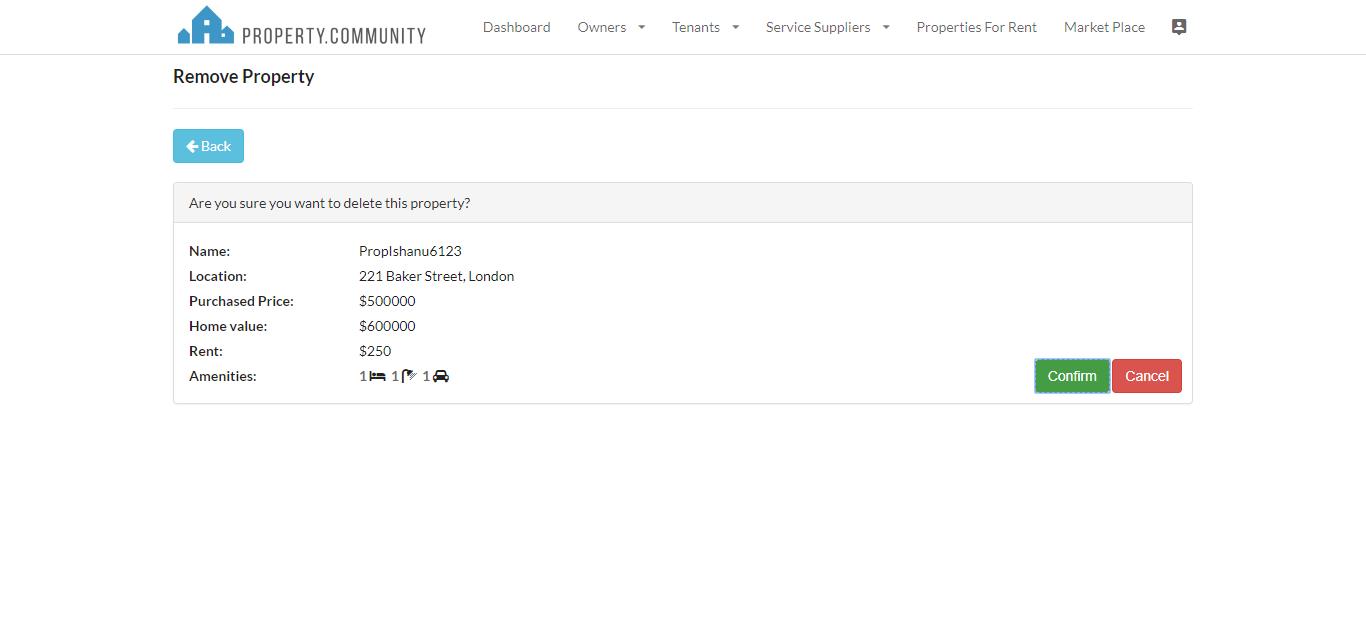 PROPERTY.COMMUNITY
Dashboard Owners Tenants Service Suppliers Properties For Rent Market Place
Remove Property
Back
Are you sure you want to delete this property?
Name: PropIshanu6123
Location: 221 Baker Street, London
Purchased Price: $500000
Home value: $600000
Rent: $250
Amenities: 1 1 1
Confirm Cancel